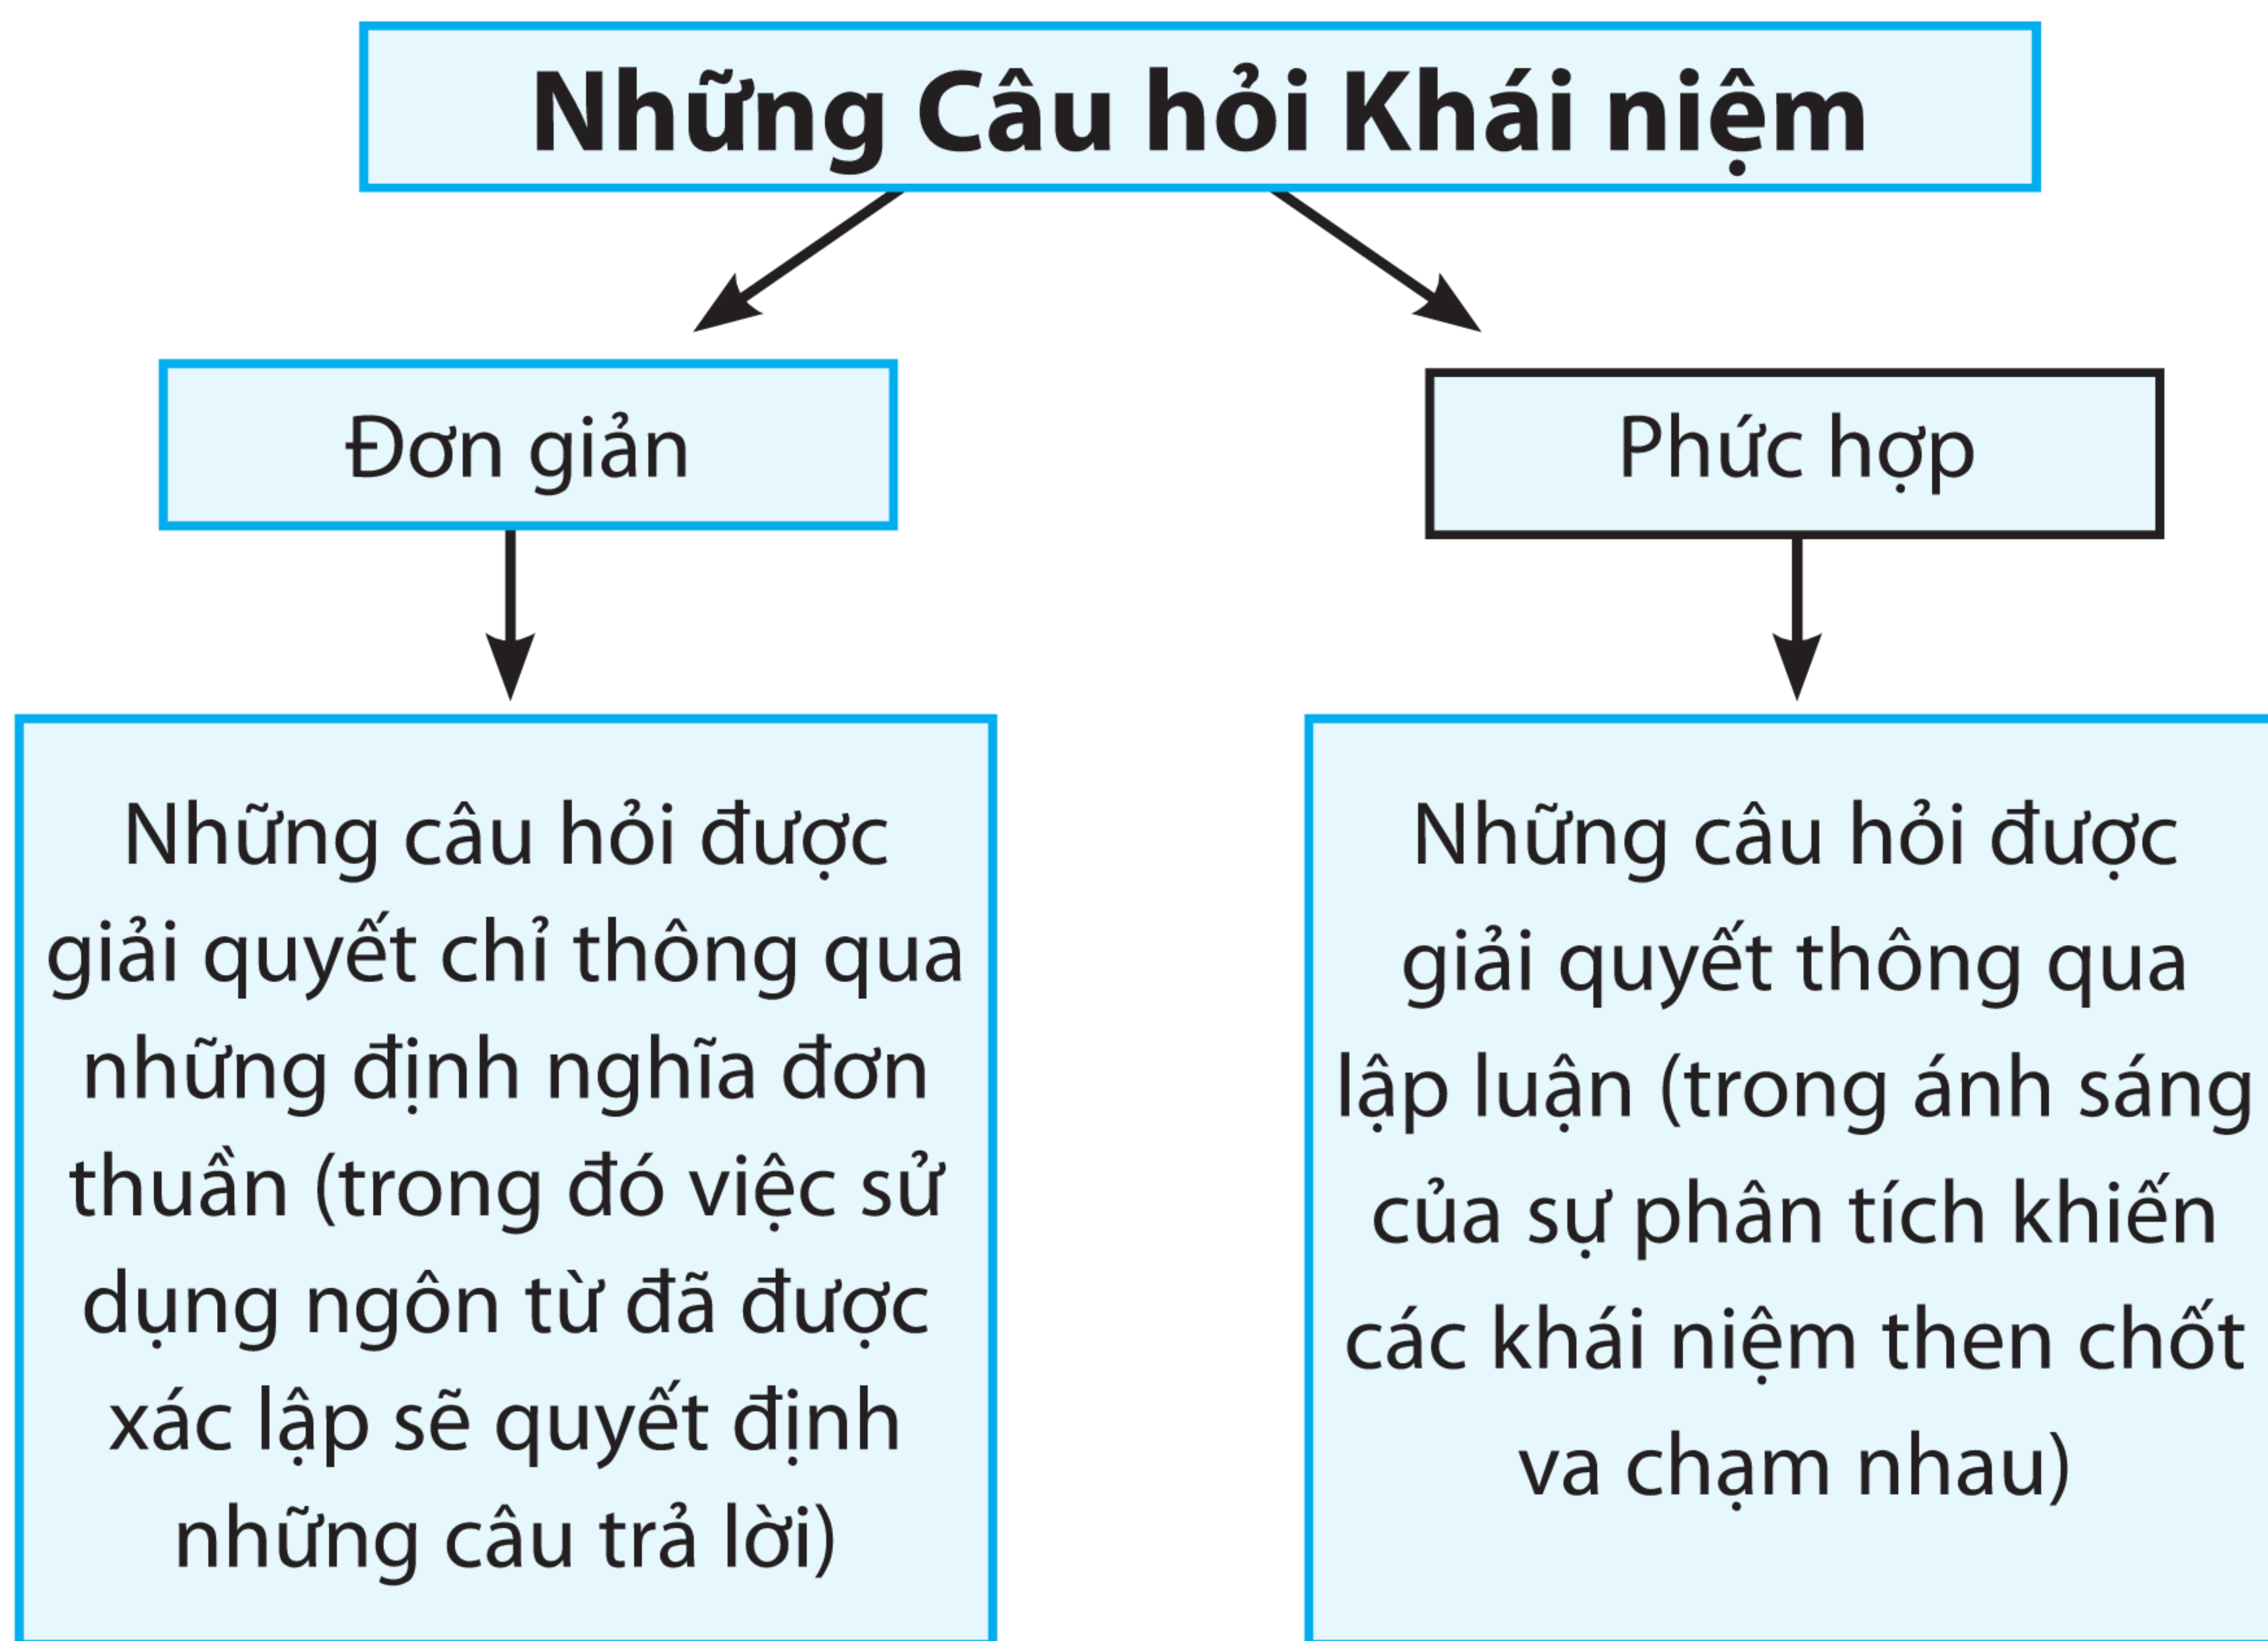 Những Câu hỏi Khái niệm
Đơn giản
Phức hợp
Những câu hỏi được
giải quyết chỉ thông qua
những định nghĩa đơn
thuần (trong đó việc sử
dụng ngôn từ đã được
xác lập sẽ quyết định
những câu trả lời)
Những câu hỏi được
giải quyết thông qua
lập luận (trong ánh sáng
của sự phân tích khiến
các khái niệm then chốt
va chạm nhau)